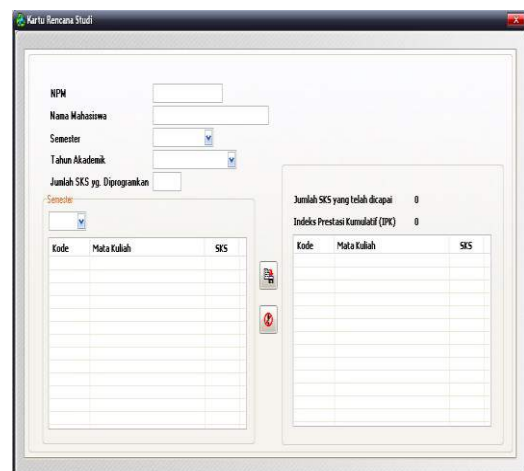 Kartu Rencana Studi
NPM
Nama Mahasiswa
Semester
Tahun Akademik
Jumlah SKS yg. Diprogramkan
Semester
Kode Mata Kuliah SKS
Jumlah SKS yang telah dicapai 0
Indeks Prestasi Kumulatif (IPK) 0
Kode Mata Kuliah SKS